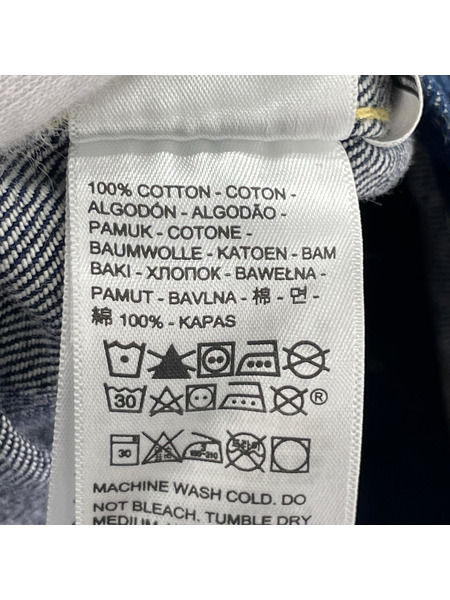 100% COTTON - COTON -
ALGODÓN - ALGODÃO -
PAMUK - COTONE -
BAUMWOLLE - KATOEN - BAM
BAKI - ХЛОПОК - BAWEŁNA -
PAMUT - BAVLNA - 棉 - 면 -
綿 100% - KAPAS
30 ®
30
MACHINE WASH COLD. DO
NOT BLEACH. TUMBLE DRY
MEDIUM.